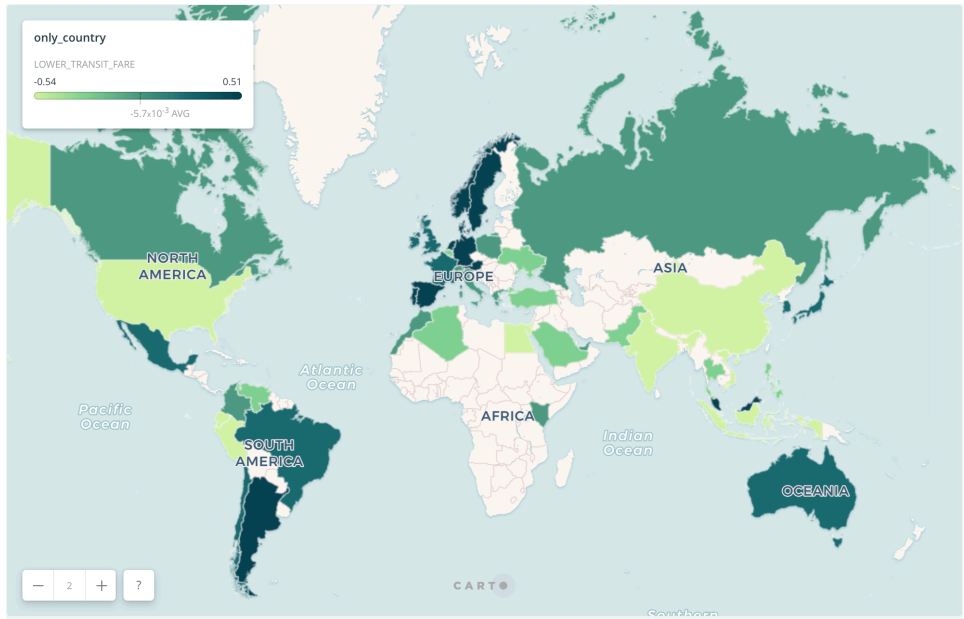 only_country
LOWER_TRANSIT_FARE
-0.54 0.51
-5.7x10⁻³ AVG
NORTH
AMERICA
EUROPE
ASIA
Atlantic
Ocean
Pacific
Ocean
AFRICA
Indian
Ocean
SOUTH
AMERICA
OCEANIA
− 2 + ?
CARTO
Southern